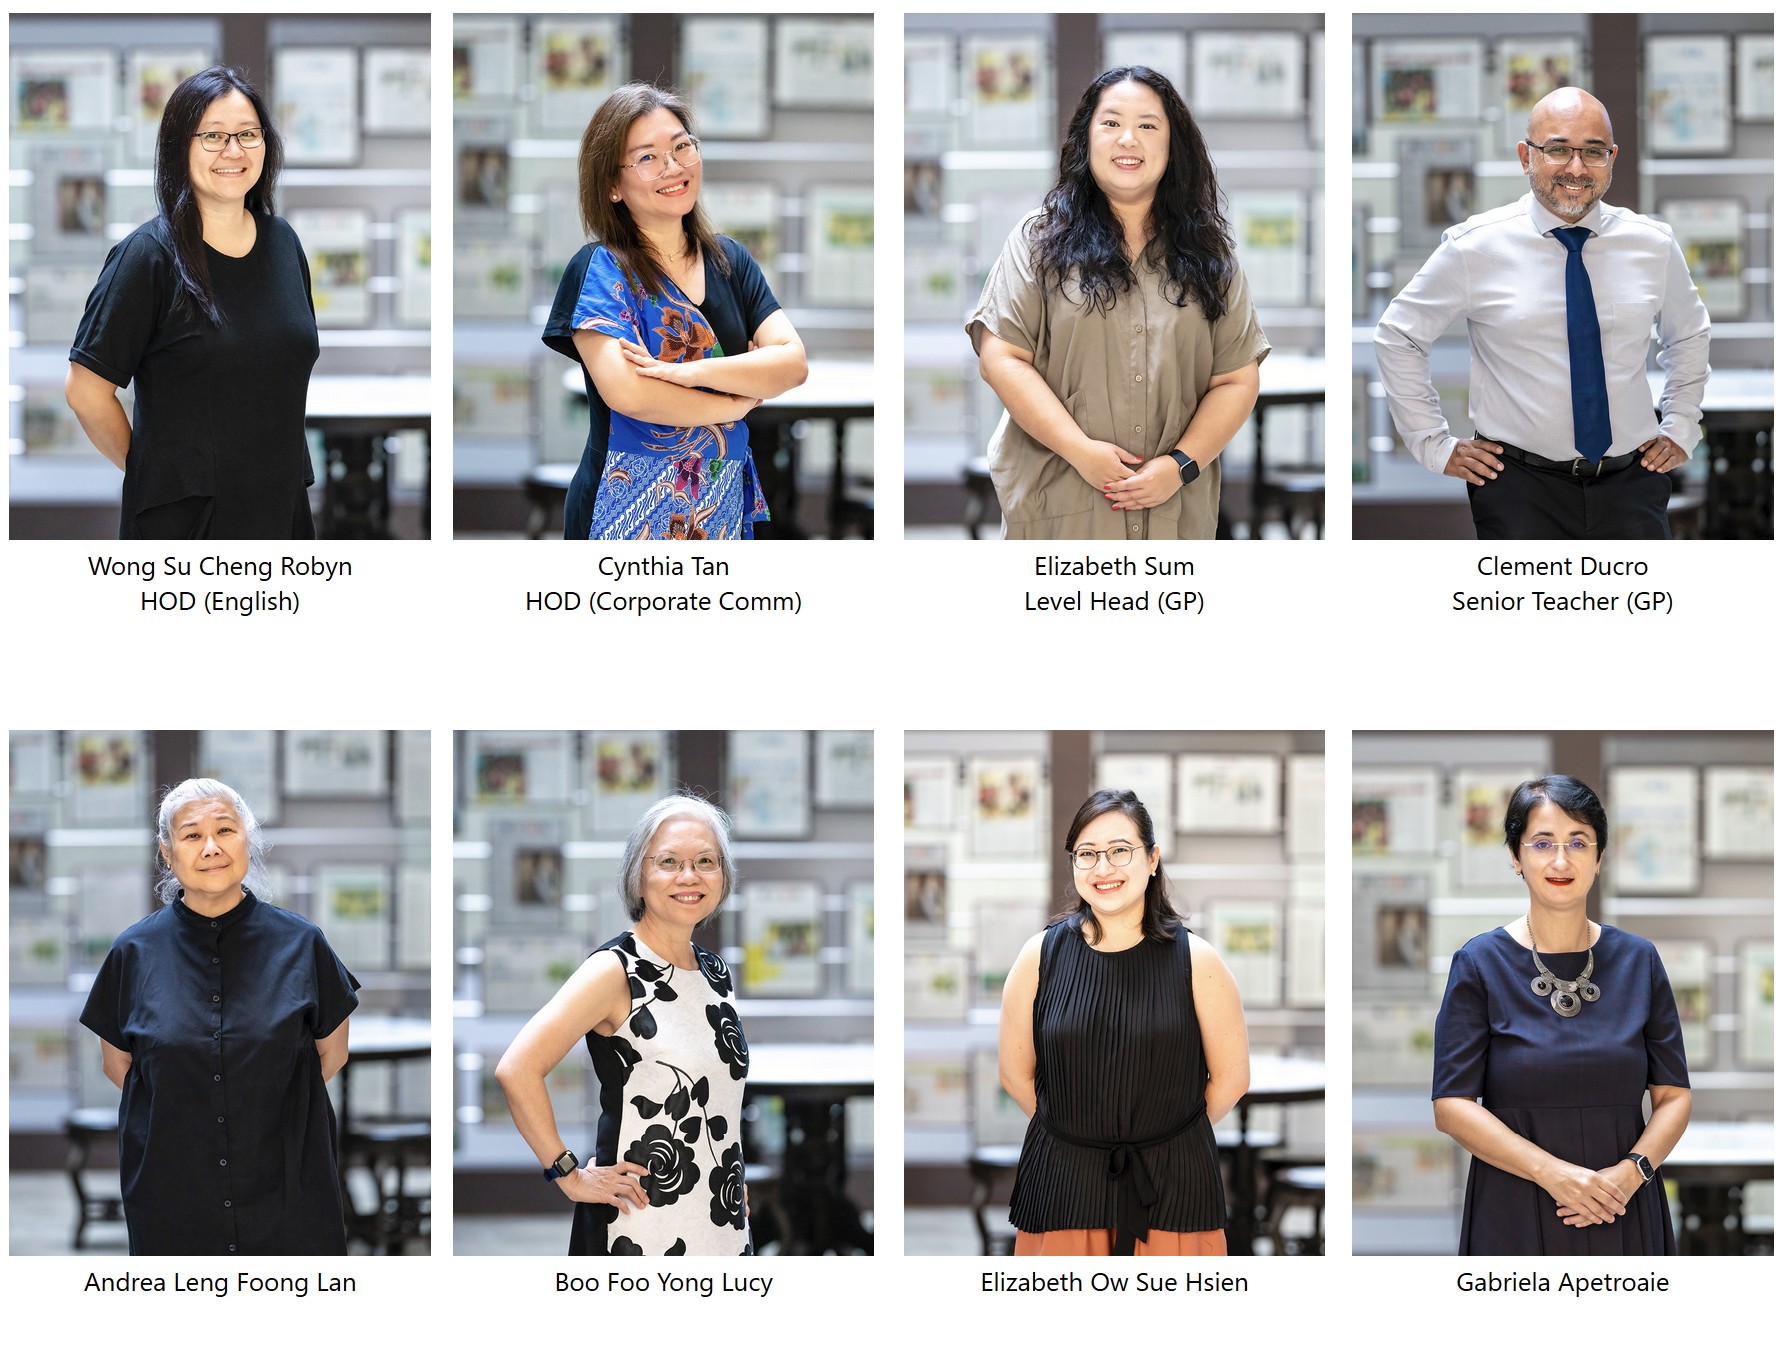 Wong Su Cheng Robyn
HOD (English)
Cynthia Tan
HOD (Corporate Comm)
Elizabeth Sum
Level Head (GP)
Clement Ducro
Senior Teacher (GP)
Andrea Leng Foong Lan
Boo Foo Yong Lucy
Elizabeth Ow Sue Hsien
Gabriela Apetroaie